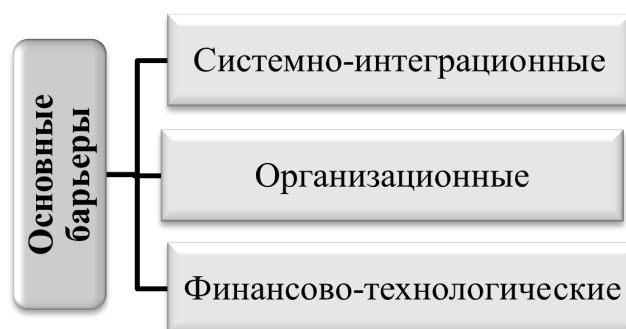 Основные
барьеры
Системно-интеграционные
Организационные
Финансово-технологические